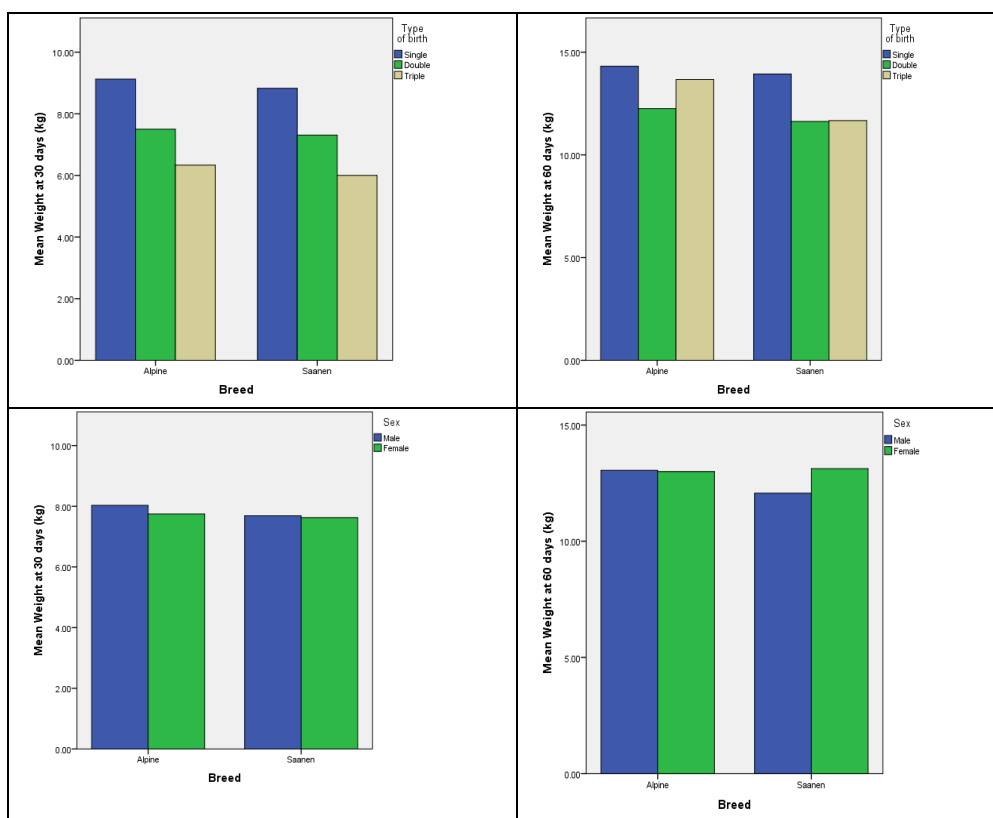 Type
of birth
Single
Double
Triple
10.00
8.00
6.00
4.00
2.00
0.00
Mean Weight at 30 days (kg)
Alpine
Saanen
Breed
Type
of birth
Single
Double
Triple
15.00
10.00
5.00
0.00
Mean Weight at 60 days (kg)
Alpine
Saanen
Breed
Sex
Male
Female
10.00
8.00
6.00
4.00
2.00
0.00
Mean Weight at 30 days (kg)
Alpine
Saanen
Breed
Sex
Male
Female
15.00
10.00
5.00
0.00
Mean Weight at 60 days (kg)
Alpine
Saanen
Breed